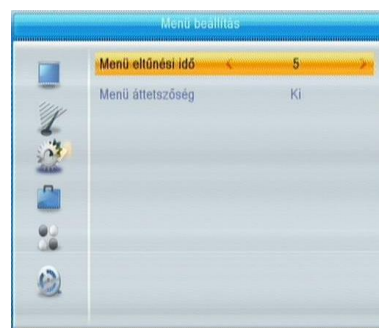 Menü beállítás
Menü eltűnési idő < 5 >
Menü áttetszőség Ki